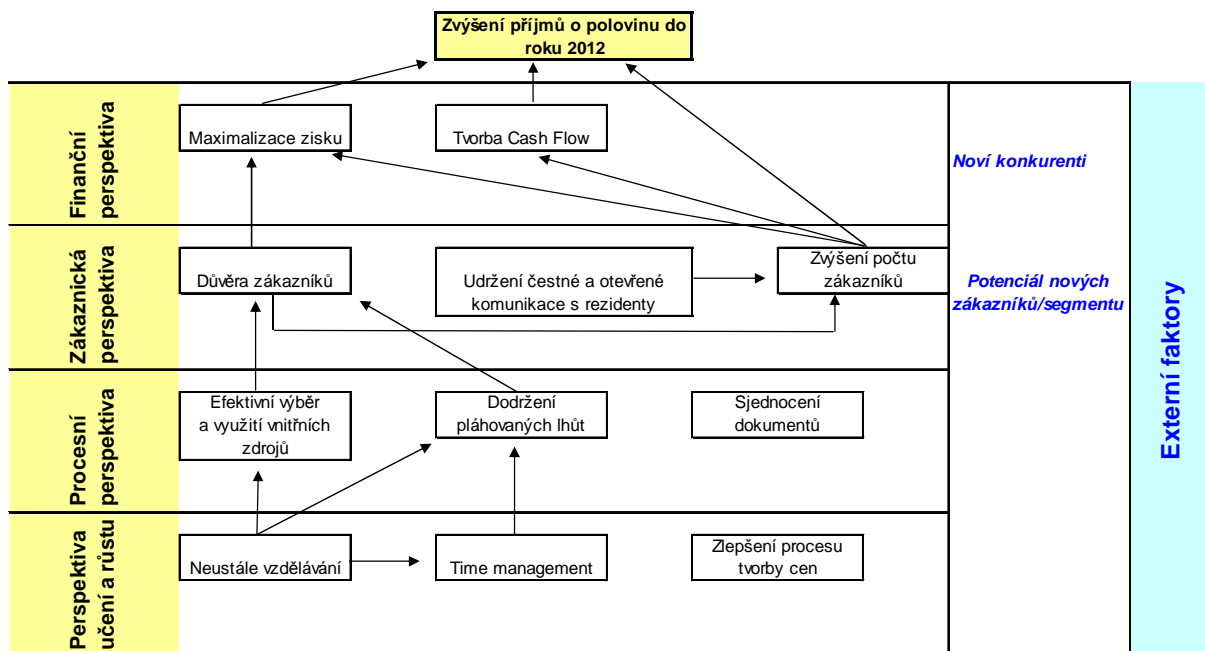 Zvýšení příjmů o polovinu do
roku 2012
Finanční
perspektiva
Maximalizace zisku
Tvorba Cash Flow
Noví konkurenti
Zákaznická
perspektiva
Důvěra zákazníků
Udržení čestné a otevřené
komunikace s rezidenty
Zvýšení počtu
zákazníků
Potenciál nových
zákazníků/segmentu
Procesní
perspektiva
Efektivní výběr
a využití vnitřních
zdrojů
Dodržení
pláhovaných lhůt
Sjednocení
dokumentů
Perspektiva
učení a růstu
Neustále vzdělávání
Time management
Zlepšení procesu
tvorby cen
Externí faktory